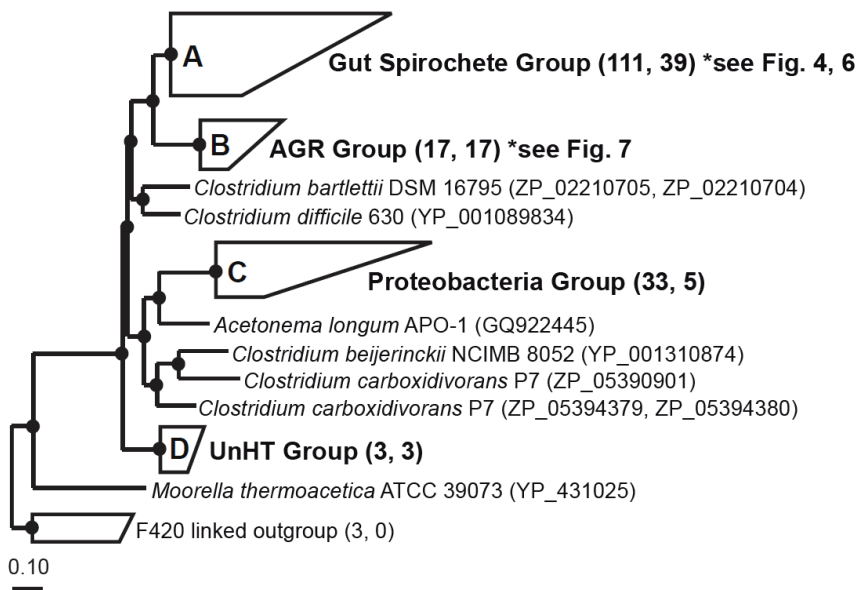 A
Gut Spirochete Group (111, 39) *see Fig. 4, 6
B
AGR Group (17, 17) *see Fig. 7
Clostridium bartlettii DSM 16795 (ZP_02210705, ZP_02210704)
Clostridium difficile 630 (YP_001089834)
C
Proteobacteria Group (33, 5)
Acetonema longum APO-1 (GQ922445)
Clostridium beijerinckii NCIMB 8052 (YP_001310874)
Clostridium carboxidivorans P7 (ZP_05390901)
Clostridium carboxidivorans P7 (ZP_05394379, ZP_05394380)
D UnHT Group (3, 3)
Moorella thermoacetica ATCC 39073 (YP_431025)
F420 linked outgroup (3, 0)
0.10